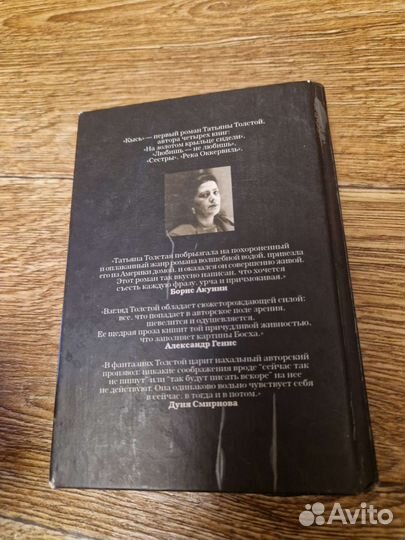 «Кысь» — первый роман Татьяны Толстой,
автора четырех книг:
«На золотом крыльце сидели»,
«Любишь — не любишь»,
«Сестры», «Река Оккервиль».
«Татьяна Толстая побрызгала на похороненный
и оплаканный жанр романа волшебной водой, привезла
его из Америки домой, и оказался он совершенно живой.
Этот роман так вкусно написан, что хочется
съесть каждую фразу, урча и причмокивая.»
Борис Акунин
«Взгляд Толстой обладает сюжеторождающей силой:
все, что попадает в авторское поле зрения,
шевелится и одушевляется.
Ее щедрая проза кипит той причудливой живностью,
что заполняет картины Босха.»
Александр Генис
«В фантазиях Толстой царит нахальный авторский
произвол: никакие соображения вроде "сейчас так
не пишут" или "так будут писать вскоре" на нее
не действуют. Она одинаково вольно чувствует себя
в сейчас, в тогда и в потом.»
Дуня Смирнова
Avito